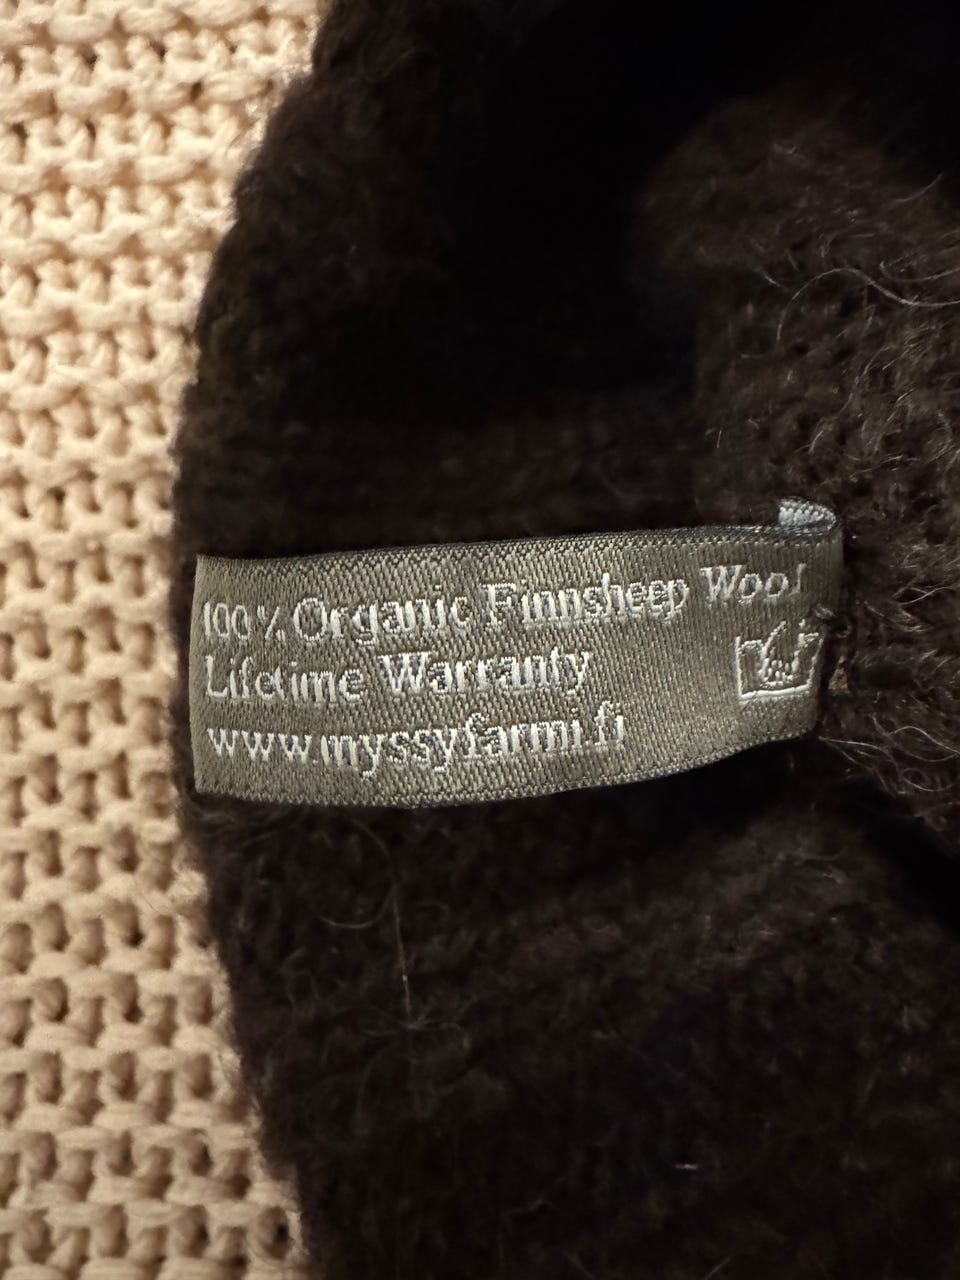 100% Organic Finnsheep Wool
Lifetime Warranty
www.myssyfarmi.fi